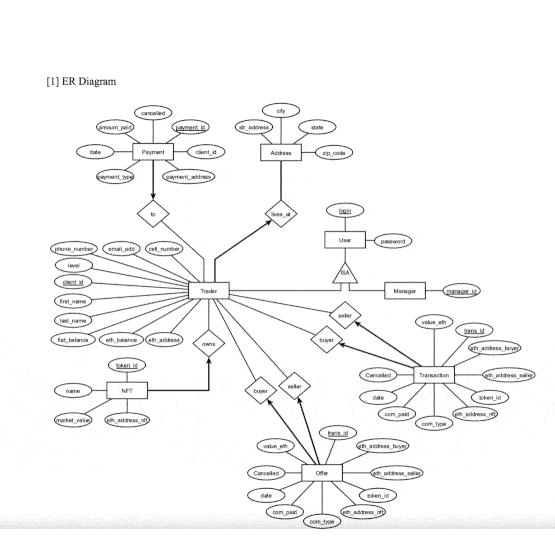 [1] ER Diagram
cancelled
city
amount_paid
payment_id
str_address
state
date
Payment
client_id
Address
zip_code
payment_type
payment_address
to
lives_at
login
User
password
phone_number
email_add
cell_number
level
ISA
client_id
Trader
Manager
manager_id
first_name
last_name
seller
value_eth
trans_id
fiat_balance
eth_balance
eth_address
owns
buyer
eth_address_buyer
token_id
Cancelled
Transaction
eth_address_seller
name
NFT
buyer
seller
date
token_id
market_value
eth_address_nft
com_paid
eth_address_nft
com_type
trans_id
value_eth
eth_address_buyer
Cancelled
Offer
eth_address_seller
date
token_id
com_paid
eth_address_nft
com_type